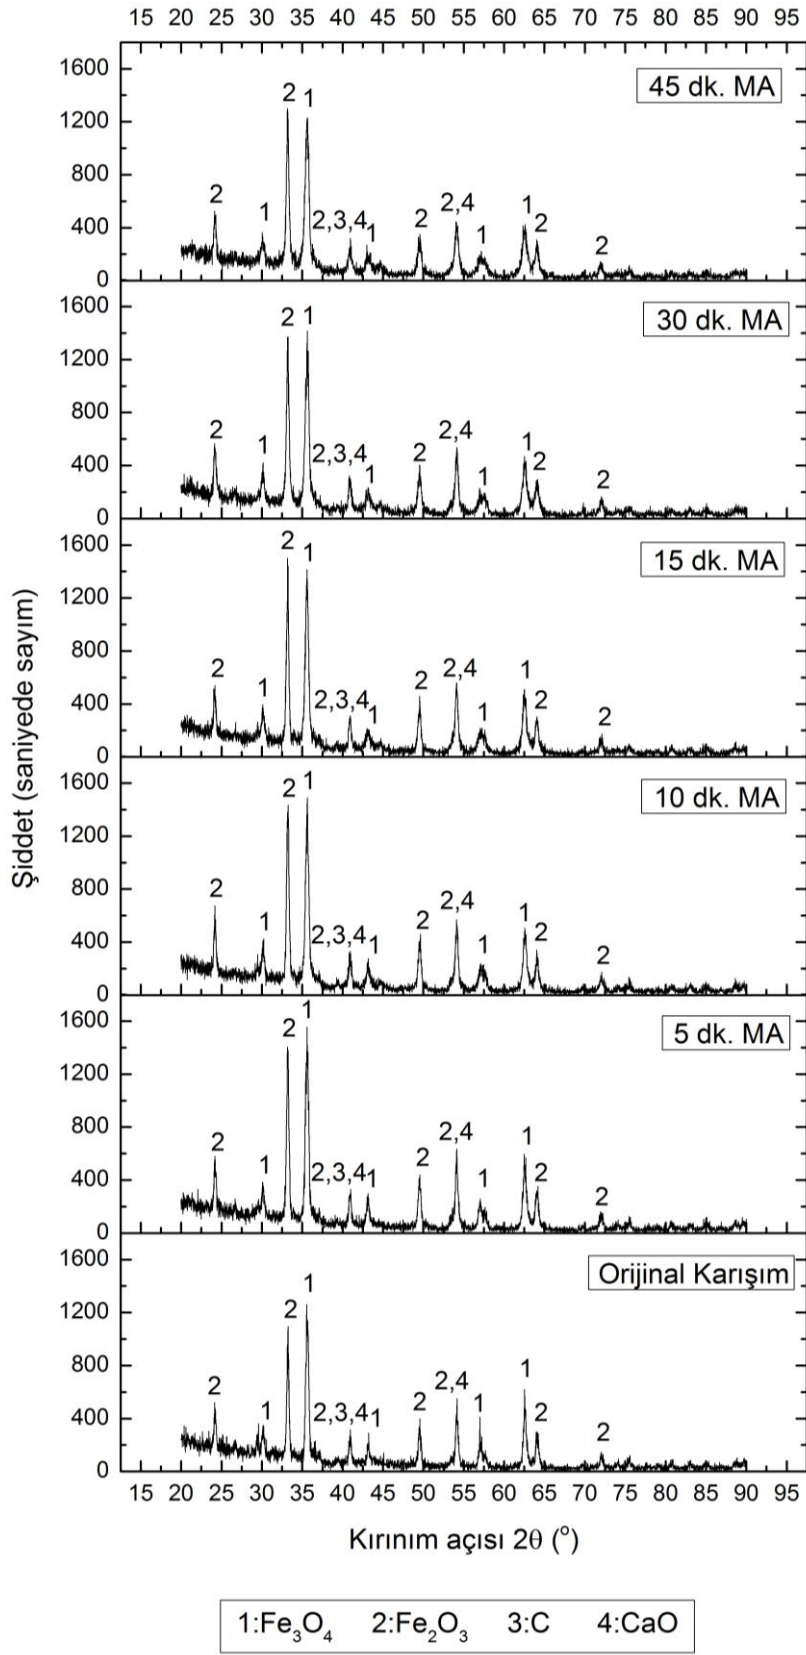 15 20 25 30 35 40 45 50 55 60 65 70 75 80 85 90 95
1600
1200
800
400
0
45 dk. MA
2 1
2 1 2,3,4 1 2 2,4 1 1 2 2
1600
1200
800
400
0
30 dk. MA
2 1
2 1 2,3,4 1 2 2,4 1 1 2 2
1600
1200
800
400
0
15 dk. MA
2 1
2 1 2,3,4 1 2 2,4 1 1 2 2
1600
1200
800
400
0
10 dk. MA
2 1
2 1 2,3,4 1 2 2,4 1 1 2 2
1600
1200
800
400
0
5 dk. MA
2 1
2 1 2,3,4 1 2 2,4 1 1 2 2
1600
1200
800
400
0
Orijinal Karışım
2 1
2 1 2,3,4 1 2 2,4 1 1 2 2
Şiddet (saniyede sayım)
15 20 25 30 35 40 45 50 55 60 65 70 75 80 85 90 95
Kırınım açısı 2θ (°)
1:Fe₃O₄ 2:Fe₂O₃ 3:C 4:CaO